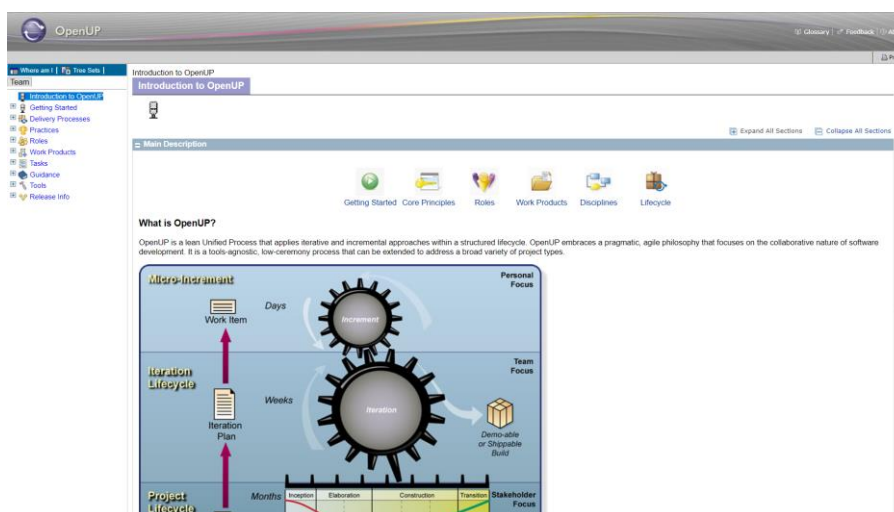 OpenUP
Glossary | Feedback |
Where am I | Tree Sets |
Team
Introduction to OpenUP
Getting Started
Delivery Processes
Practices
Roles
Work Products
Tasks
Guidance
Tools
Release Info
Introduction to OpenUP
Introduction to OpenUP
Expand All Sections Collapse All Sections
Main Description
Getting Started Core Principles Roles Work Products Disciplines Lifecycle
What is OpenUP?
OpenUP is a lean Unified Process that applies iterative and incremental approaches within a structured lifecycle. OpenUP embraces a pragmatic, agile philosophy that focuses on the collaborative nature of software
development. It is a tools-agnostic, low-ceremony process that can be extended to address a broad variety of project types.
Micro-Increment
Personal
Focus
Days
Work Item
Increment
Iteration
Lifecycle
Team
Focus
Weeks
Iteration
Iteration
Plan
Demo-able
or Shippable
Build
Project
Lifecycle
Months
Inception Elaboration Construction Transition
Stakeholder
Focus